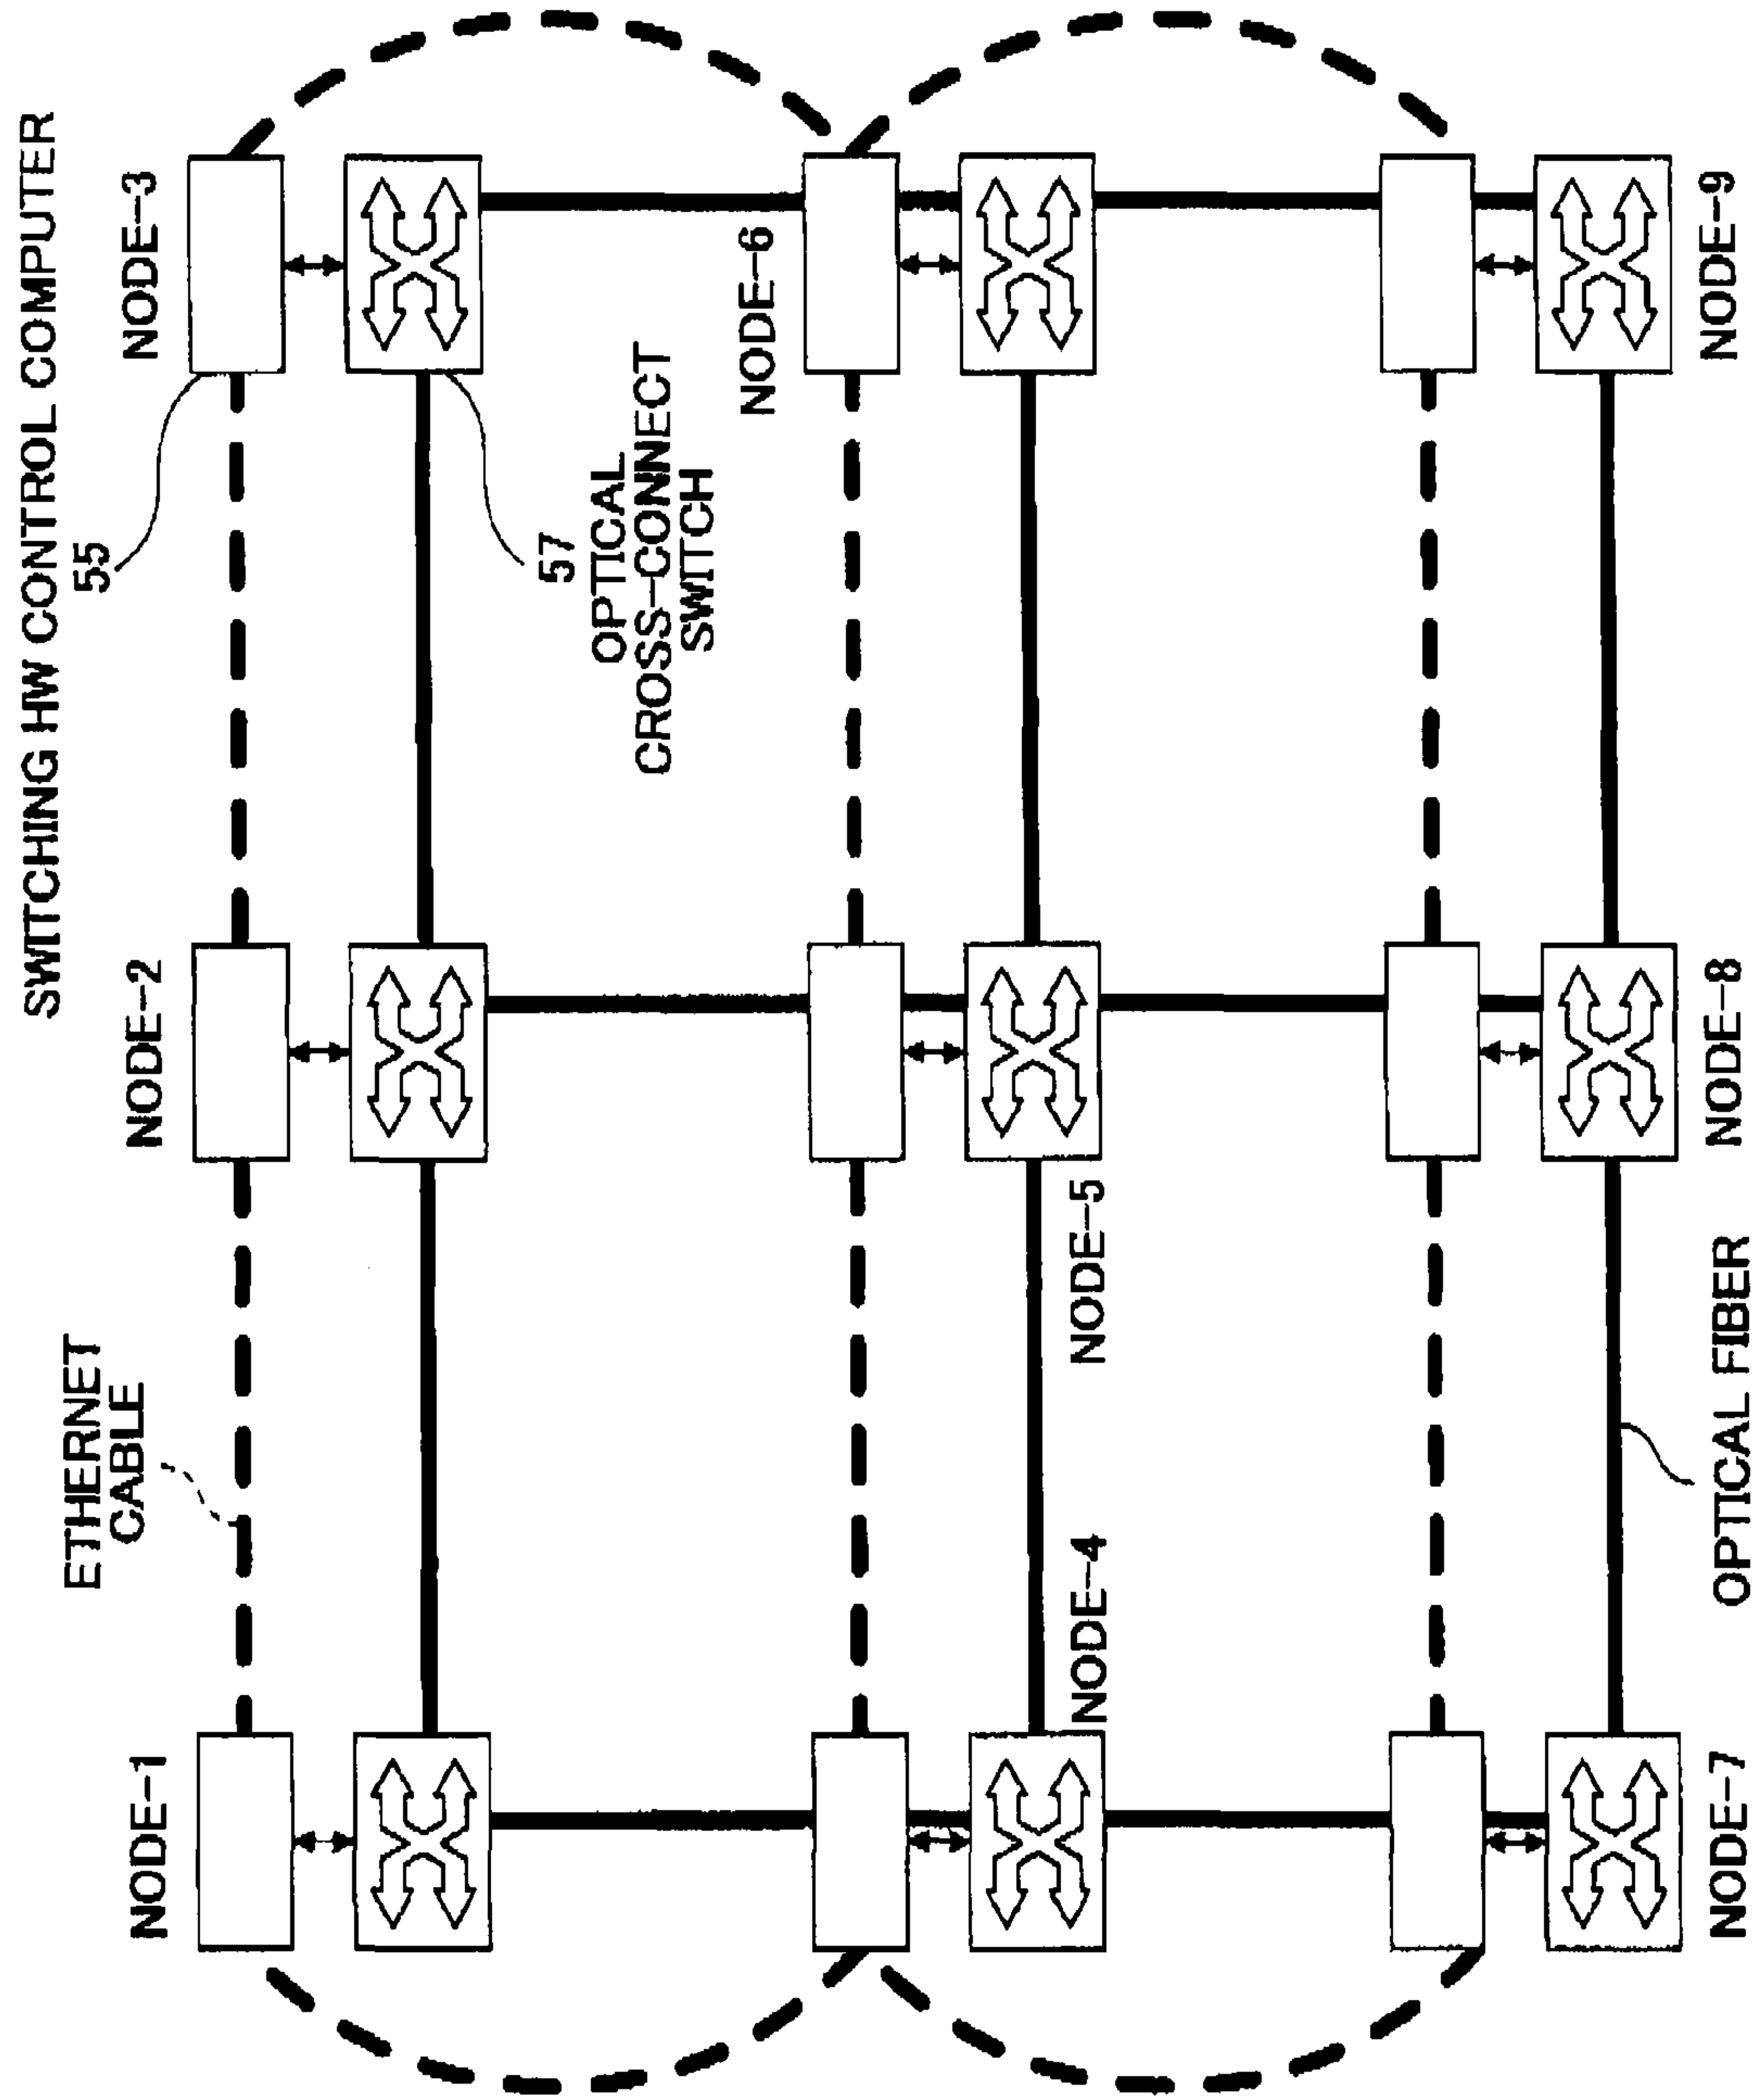 SWITCHING HW CONTROL COMPUTER
55
NODE-1
NODE-2
NODE-3
ETHERNET
CABLE
57
OPTICAL
CROSS-CONNECT
SWITCH
NODE-4
NODE-5
NODE-6
NODE-7
NODE-8
NODE-9
OPTICAL FIBER